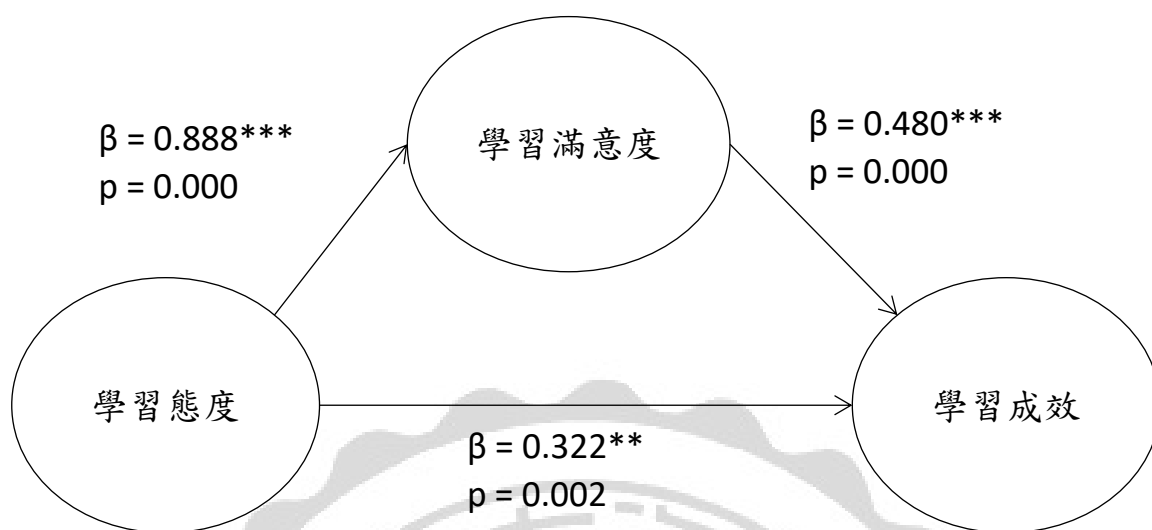 β = 0.888***
p = 0.000
學習滿意度
β = 0.480***
p = 0.000
學習態度
學習成效
β = 0.322**
p = 0.002